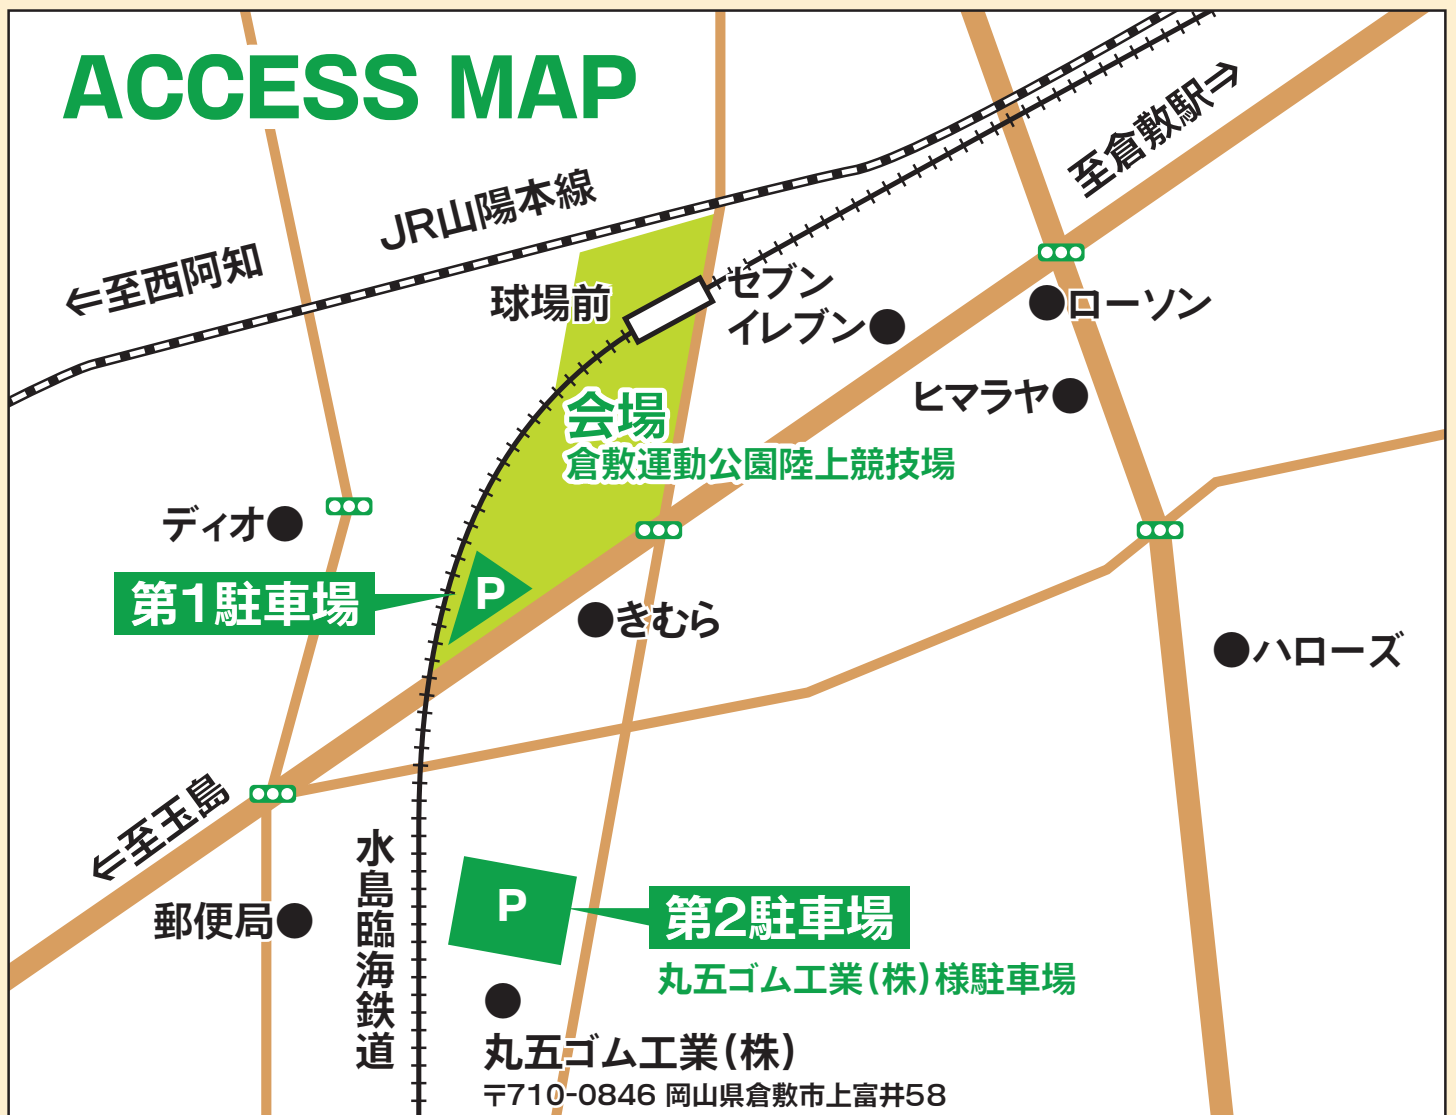 ACCESS MAP
JR山陽本線
⇐至西阿知
至倉敷駅⇒
球場前
セブン
イレブン
ローソン
ヒマラヤ
会場
倉敷運動公園陸上競技場
ディオ
第1駐車場
P
きむら
ハローズ
⇐至玉島
郵便局
水島臨海鉄道
P
第2駐車場
丸五ゴム工業(株)様駐車場
丸五ゴム工業(株)
〒710-0846 岡山県倉敷市上富井58